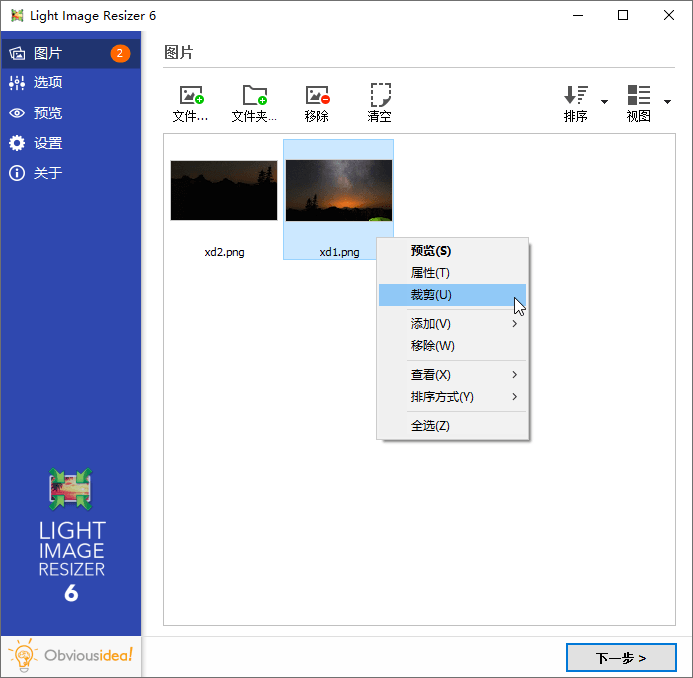 Light Image Resizer 6
图片
2
选项
预览
设置
关于
LIGHT
IMAGE
RESIZER
6
Obviousidea!
图片
文件...
文件夹...
移除
清空
排序
视图
xd2.png
xd1.png
预览(S)
属性(T)
裁剪(U)
添加(V)
移除(W)
查看(X)
排序方式(Y)
全选(Z)
下一步 >